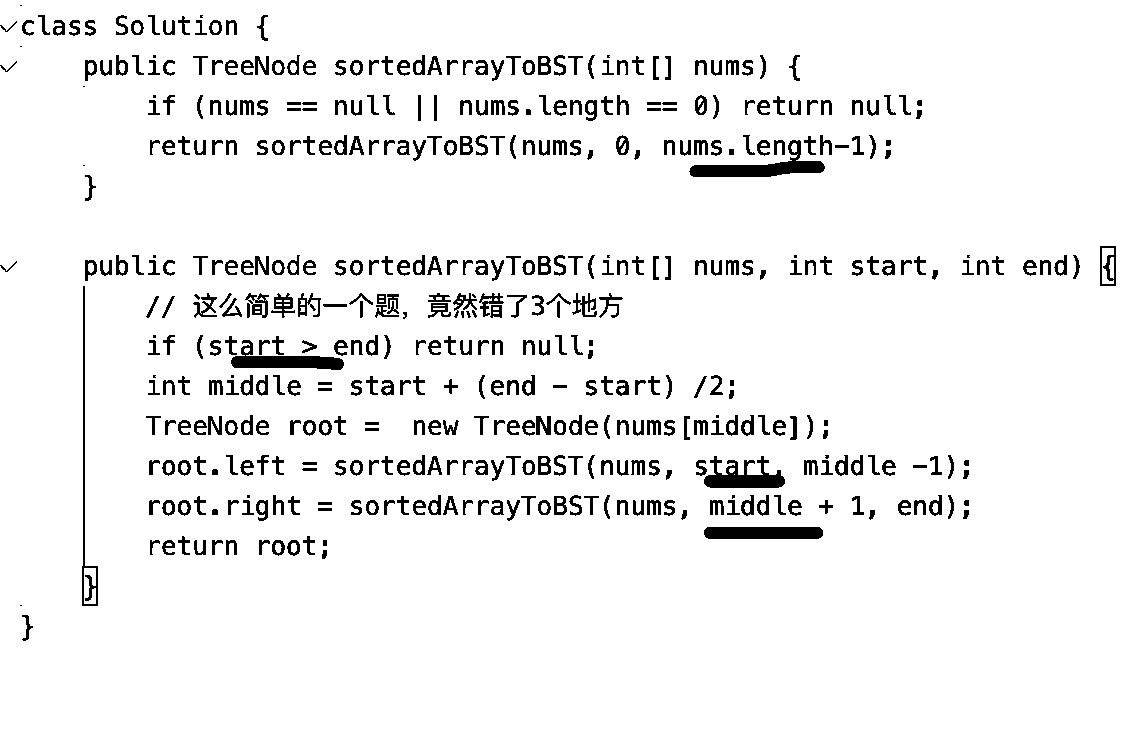 class Solution {
    public TreeNode sortedArrayToBST(int[] nums) {
        if (nums == null || nums.length == 0) return null;
        return sortedArrayToBST(nums, 0, nums.length-1);
    }

    public TreeNode sortedArrayToBST(int[] nums, int start, int end) {
        // 这么简单的一个题，竟然错了3个地方
        if (start > end) return null;
        int middle = start + (end - start) /2;
        TreeNode root =  new TreeNode(nums[middle]);
        root.left = sortedArrayToBST(nums, start, middle -1);
        root.right = sortedArrayToBST(nums, middle + 1, end);
        return root;
    }
}